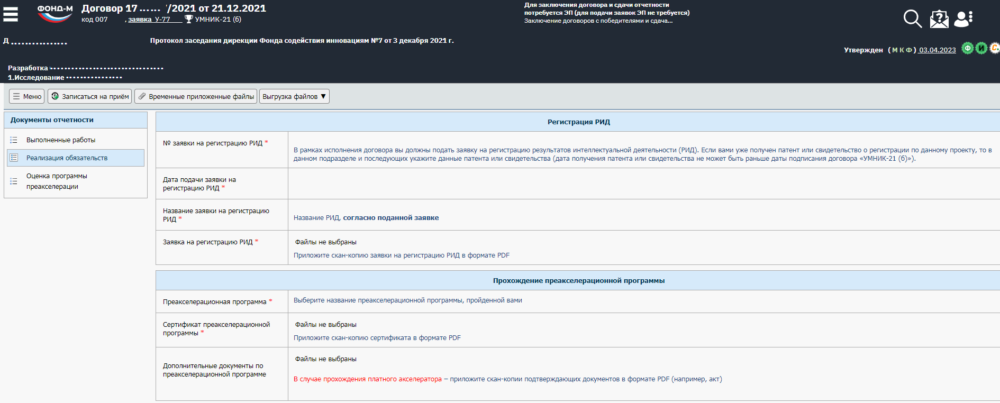 ФОНД-М
Договор 17 ...... /2021 от 21.12.2021
код 007 , заявка У-77 УМНИК-21 (б)
Для заключения договора и сдачи отчетности
потребуется ЭП (для подачи заявок ЭП не требуется)
Заключение договоров с победителями и сдача...
Д ................
Протокол заседания дирекции Фонда содействия инновациям №7 от 3 декабря 2021 г.
Утвержден ( М К Ф ) 03.04.2023 Ф И С.
Разработка ................................
1.Исследование ................
Меню
Записаться на приём
Временные приложенные файлы
Выгрузка файлов ▼
Документы отчетности
Выполненные работы
Реализация обязательств
Оценка программы
преакселерации
Регистрация РИД
№ заявки на регистрацию РИД *
В рамках исполнения договора вы должны подать заявку на регистрацию результатов интеллектуальной деятельности (РИД). Если вами уже получен патент или свидетельство о регистрации по данному проекту, то в
данном подразделе и последующих укажите данные патента или свидетельства (дата получения патента или свидетельства не может быть раньше даты подписания договора «УМНИК-21 (б)»).
Дата подачи заявки на
регистрацию РИД *
Название заявки на регистрацию
РИД *
Название РИД, согласно поданной заявке
Заявка на регистрацию РИД *
Файлы не выбраны
Приложите скан-копию заявки на регистрацию РИД в формате PDF
Прохождение преакселерационной программы
Преакселерационная программа *
Выберите название преакселерационной программы, пройденной вами
Сертификат преакселерационной
программы *
Файлы не выбраны
Приложите скан-копию сертификата в формате PDF
Дополнительные документы по
преакселерационной программе
Файлы не выбраны
В случае прохождения платного акселератора – приложите скан-копии подтверждающих документов в формате PDF (например, акт)